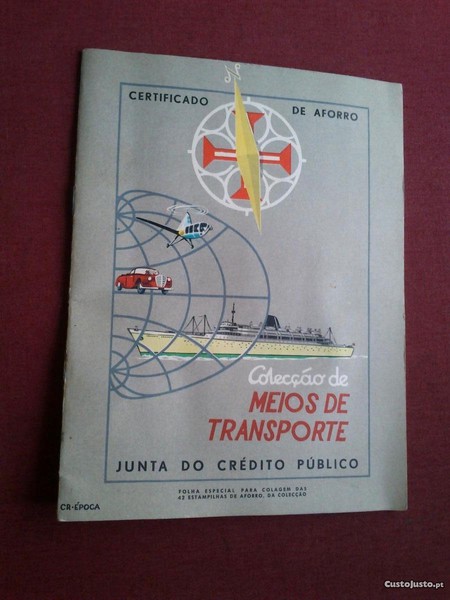 CERTIFICADO DE AFORRO
Colecção de
MEIOS DE
TRANSPORTE
JUNTA DO CRÉDITO PÚBLICO
FOLHA ESPECIAL PARA COLAGEM DAS
42 ESTAMPILHAS DE AFORRO, DA COLECÇÃO
CR-ÉPOCA
CustoJusto.pt